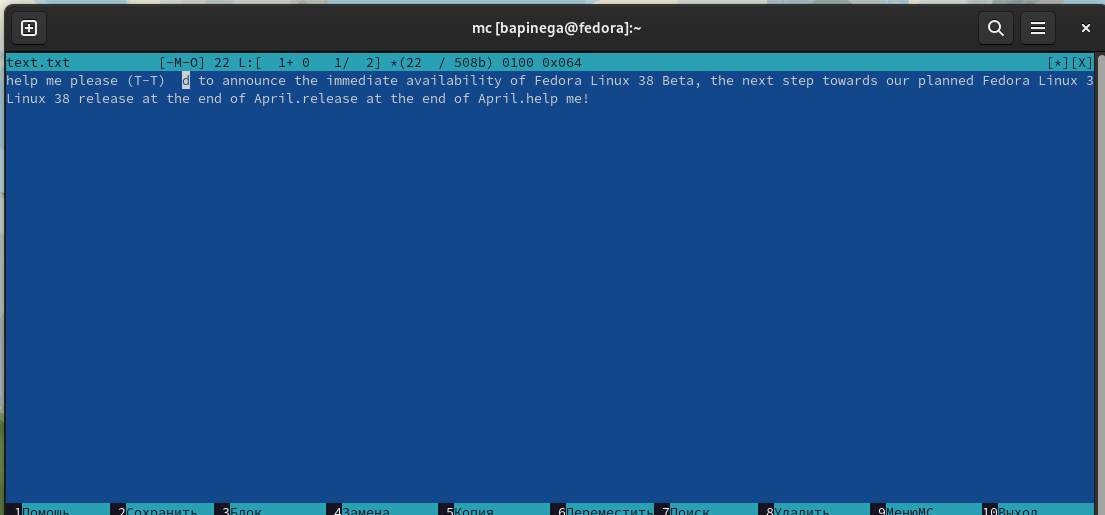 mc [bapinega@fedora]:~
text.txt [-M-O] 22 L:[ 1+ 0 1/ 2] *(22 / 508b) 0100 0x064 [*][X]
help me please (T-T) d to announce the immediate availability of Fedora Linux 38 Beta, the next step towards our planned Fedora Linux 3
Linux 38 release at the end of April.release at the end of April.help me!
1Помощь 2Сохранить 3Блок 4Замена 5Копия 6Переместить 7Поиск 8Удалить 9МенюMC 10Выход